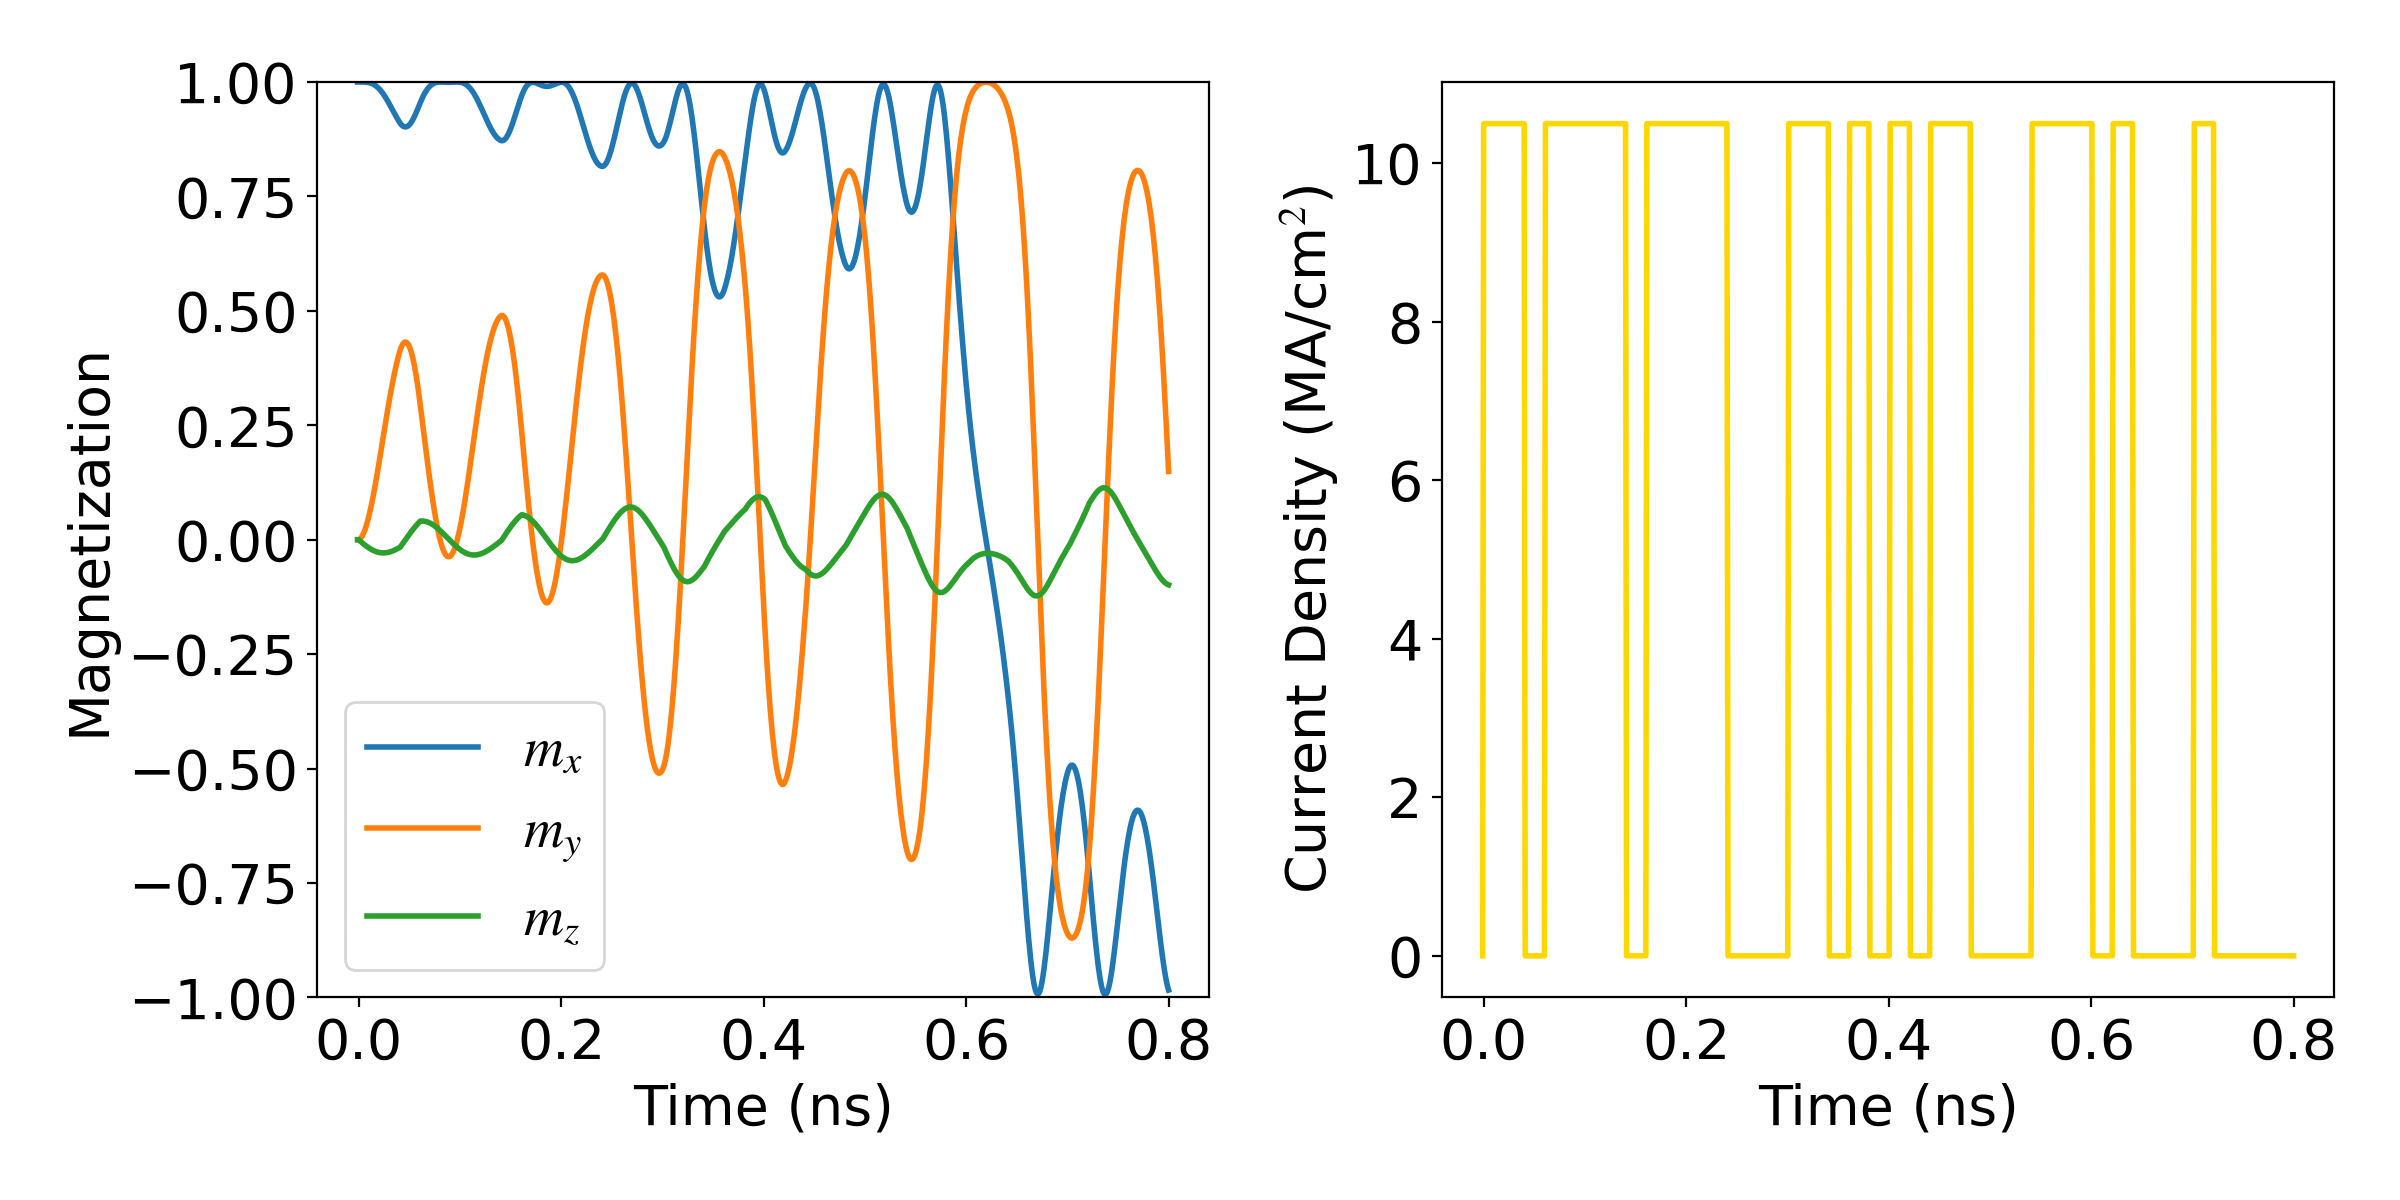 Magnetization
1.00
0.75
0.50
0.25
0.00
−0.25
−0.50
−0.75
−1.00
m_x
m_y
m_z
0.0 0.2 0.4 0.6 0.8
Time (ns)
Current Density (MA/cm²)
10
8
6
4
2
0
0.0 0.2 0.4 0.6 0.8
Time (ns)